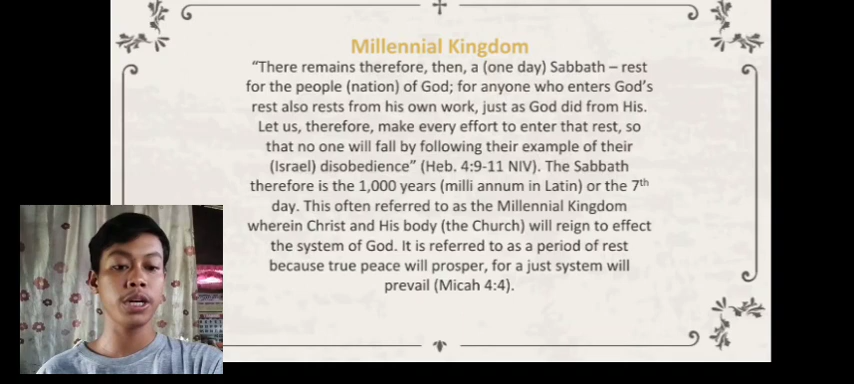 Millennial Kingdom
“There remains therefore, then, a (one day) Sabbath – rest
for the people (nation) of God; for anyone who enters God’s
rest also rests from his own work, just as God did from His.
Let us, therefore, make every effort to enter that rest, so
that no one will fall by following their example of their
(Israel) disobedience” (Heb. 4:9-11 NIV). The Sabbath
therefore is the 1,000 years (milli annum in Latin) or the 7th
day. This often referred to as the Millennial Kingdom
wherein Christ and His body (the Church) will reign to effect
the system of God. It is referred to as a period of rest
because true peace will prosper, for a just system will
prevail (Micah 4:4).